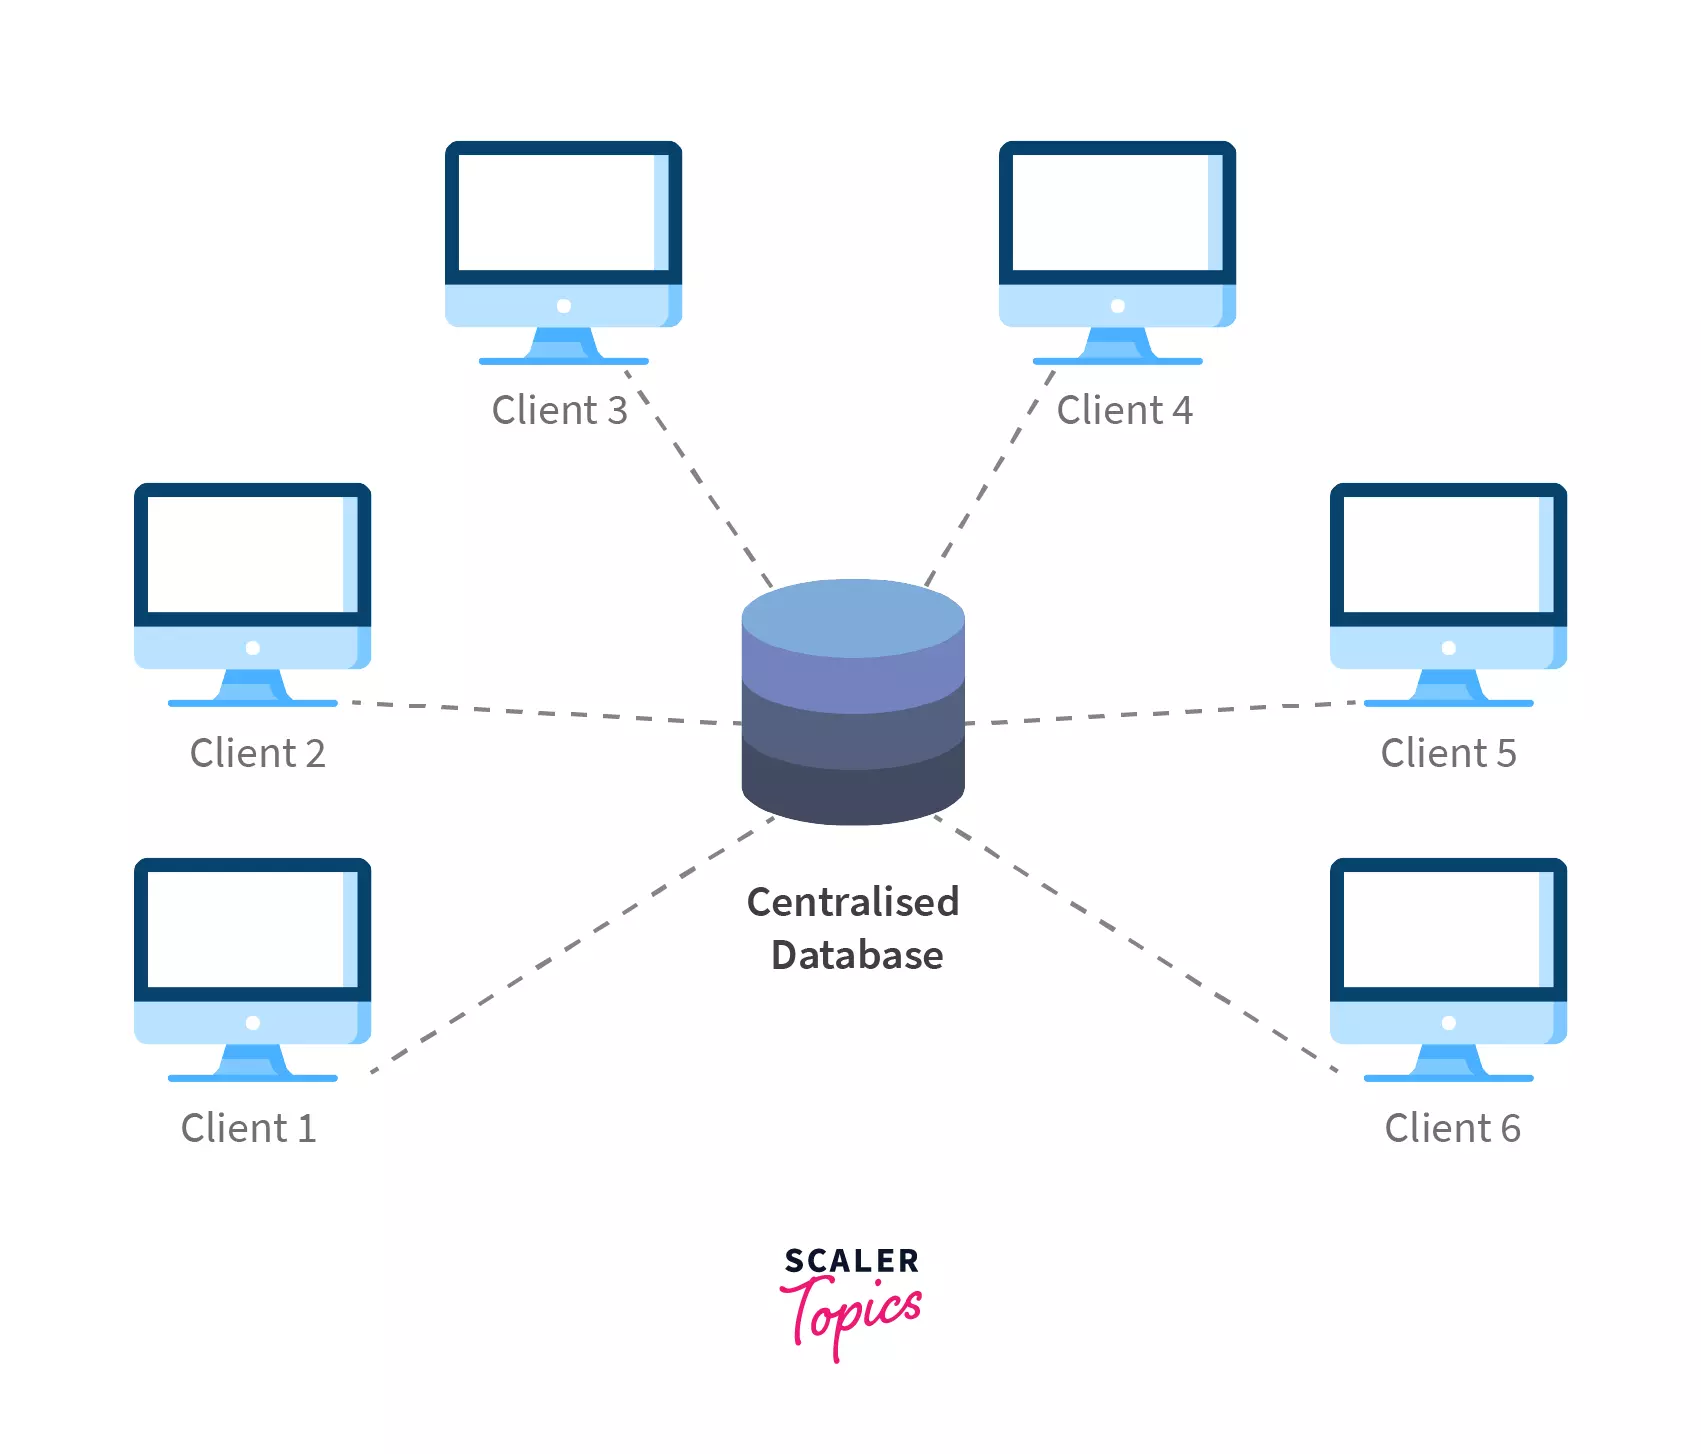 Client 3
Client 4
Client 2
Client 5
Centralised
Database
Client 1
Client 6
SCALER
Topics